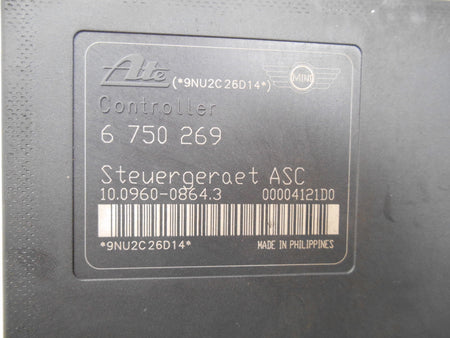 Ate (*9NU2C26D14*) MINI
Controller
6 750 269
Steuergeraet ASC
10.0960-0864.3 00004121D0
*9NU2C26D14* MADE IN PHILIPPINES